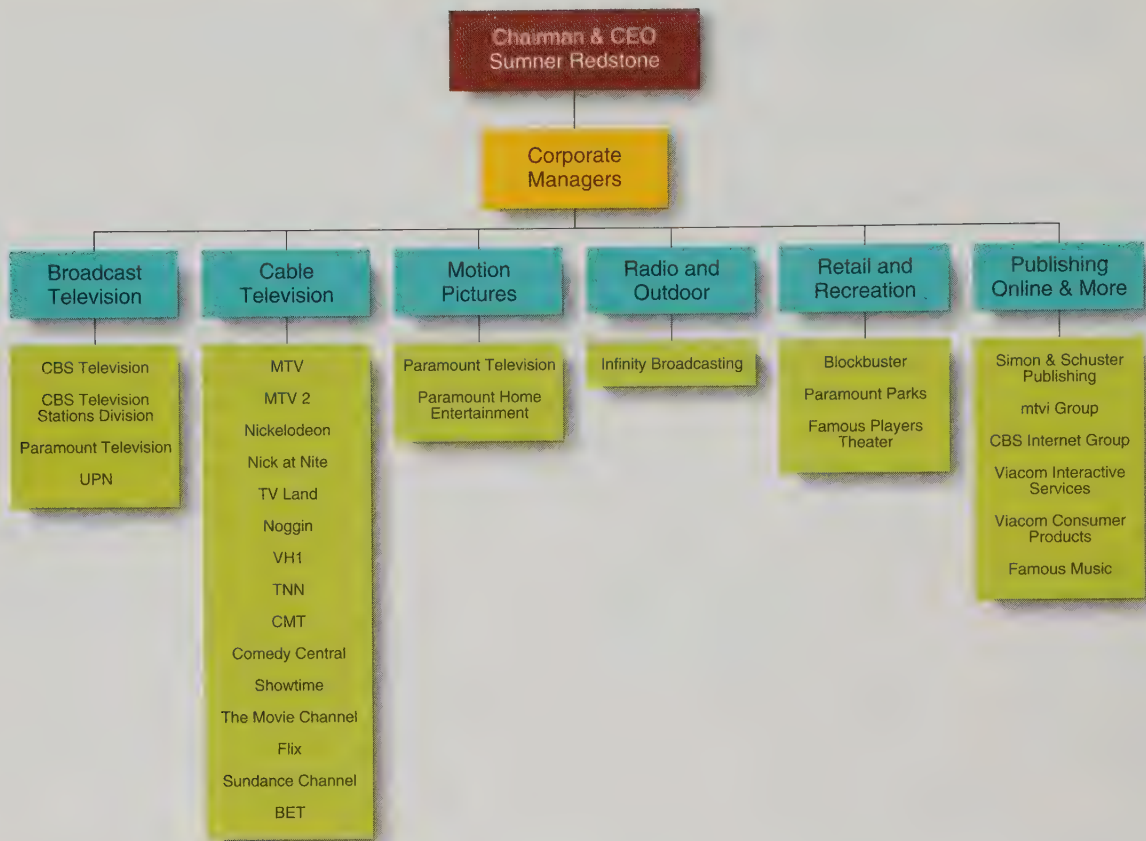 Chairman & CEO
Sumner Redstone
Corporate
Managers
Broadcast
Television
Cable
Television
Motion
Pictures
Radio and
Outdoor
Retail and
Recreation
Publishing
Online & More
CBS Television
CBS Television
Stations Division
Paramount Television
UPN
MTV
MTV 2
Nickelodeon
Nick at Nite
TV Land
Noggin
VH1
TNN
CMT
Comedy Central
Showtime
The Movie Channel
Flix
Sundance Channel
BET
Paramount Television
Paramount Home
Entertainment
Infinity Broadcasting
Blockbuster
Paramount Parks
Famous Players
Theater
Simon & Schuster
Publishing
mtvi Group
CBS Internet Group
Viacom Interactive
Services
Viacom Consumer
Products
Famous Music